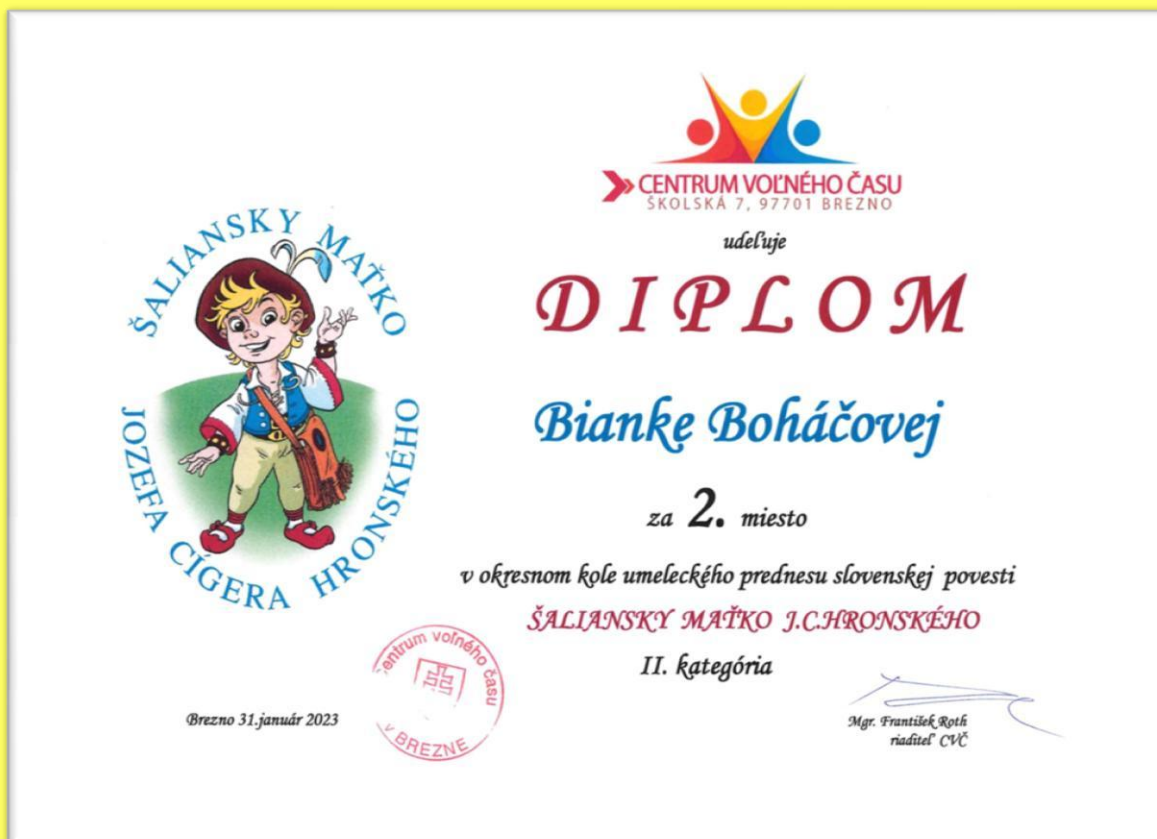 ŠALIANSKY MAŤKO
JOZEFA CÍGERA HRONSKÉHO
CENTRUM VOĽNÉHO ČASU
ŠKOLSKÁ 7, 97701 BREZNO
udeľuje
DIPLOM
Bianke Boháčovej
za 2. miesto
v okresnom kole umeleckého prednesu slovenskej povesti
ŠALIANSKY MAŤKO J.C.HRONSKÉHO
II. kategória
Centrum voľného času
V BREZNE
Brezno 31.január 2023
Mgr. František Roth
riaditeľ CVČ